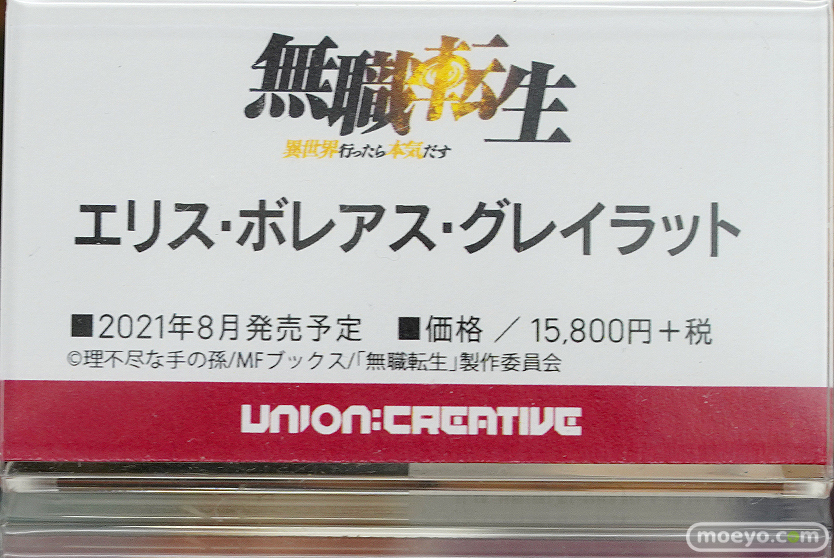 無職転生
異世界行ったら本気だす
エリス・ボレアス・グレイラット
■2021年8月発売予定 ■価格 ／ 15,800円＋税
©理不尽な手の孫/MFブックス/「無職転生」製作委員会
UNION:CREATIVE
moeyo.com